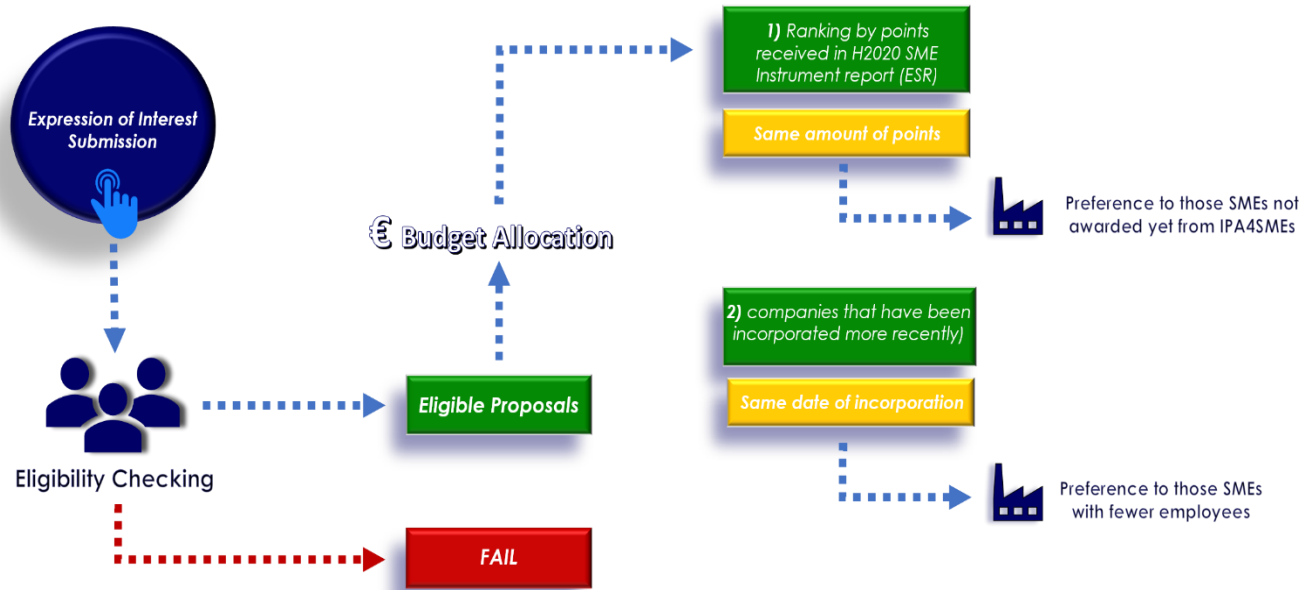 Expression of Interest
Submission
Eligibility Checking
Eligible Proposals
FAIL
€ Budget Allocation
1) Ranking by points
received in H2020 SME
Instrument report (ESR)
Same amount of points
Preference to those SMEs not
awarded yet from IPA4SMEs
2) companies that have been
incorporated more recently)
Same date of incorporation
Preference to those SMEs
with fewer employees